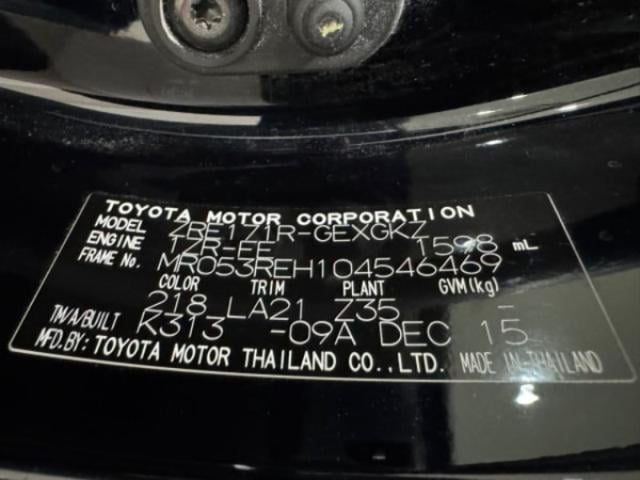 TOYOTA MOTOR CORPORATION
MODEL ZRE171R-GEXGKZ
ENGINE 1ZR-FE 1598 mL
FRAME No. MR053REH104546469
COLOR TRIM PLANT GVM(kg)
218 LA21 Z35 -
TM/A/BUILT K313 -09A DEC 15
MFD.BY: TOYOTA MOTOR THAILAND CO.,LTD. MADE IN THAILAND